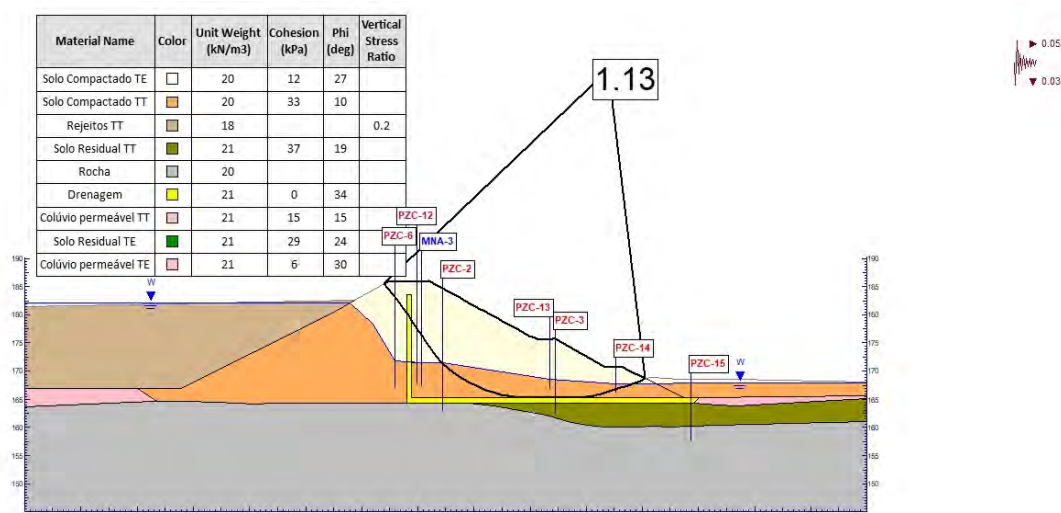 Material Name Color Unit Weight (kN/m3) Cohesion (kPa) Phi (deg) Vertical Stress Ratio
Solo Compactado TE 20 12 27
Solo Compactado TT 20 33 10
Rejeitos TT 18 0.2
Solo Residual TT 21 37 19
Rocha 20
Drenagem 21 0 34
Colúvio permeável TT 21 15 15
Solo Residual TE 21 29 24
Colúvio permeável TE 21 6 30
1.13
0.05
0.03
PZC-12
PZC-6
MNA-3
PZC-2
PZC-13
PZC-3
PZC-14
PZC-15
W
W
190
185
180
175
170
165
160
155
150
190
185
180
175
170
165
160
155
150